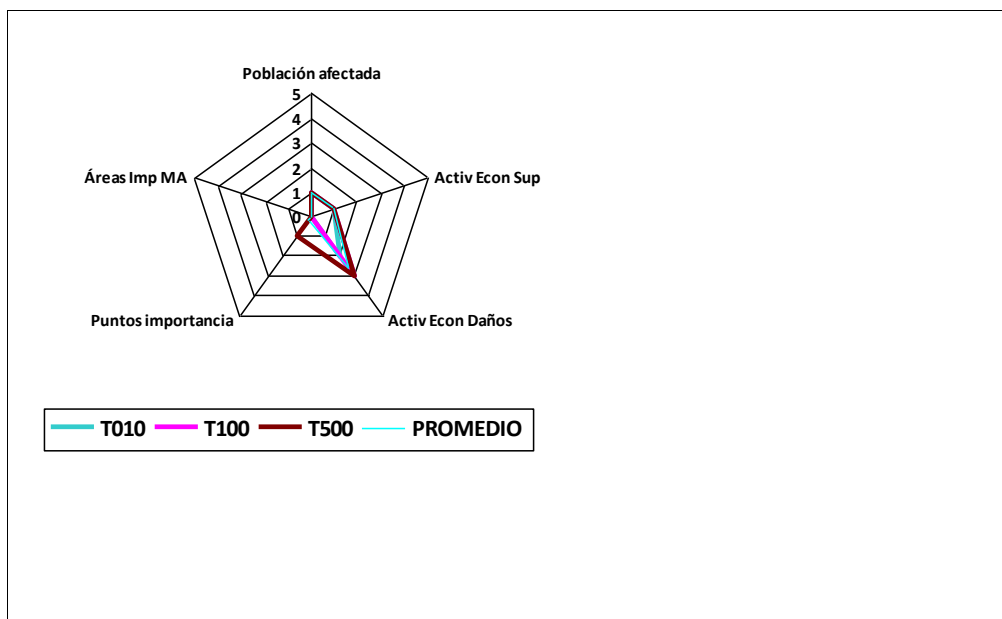 Población afectada
5
4
3
2
1
0
Áreas Imp MA
Activ Econ Sup
Puntos importancia
Activ Econ Daños
T010 T100 T500 PROMEDIO